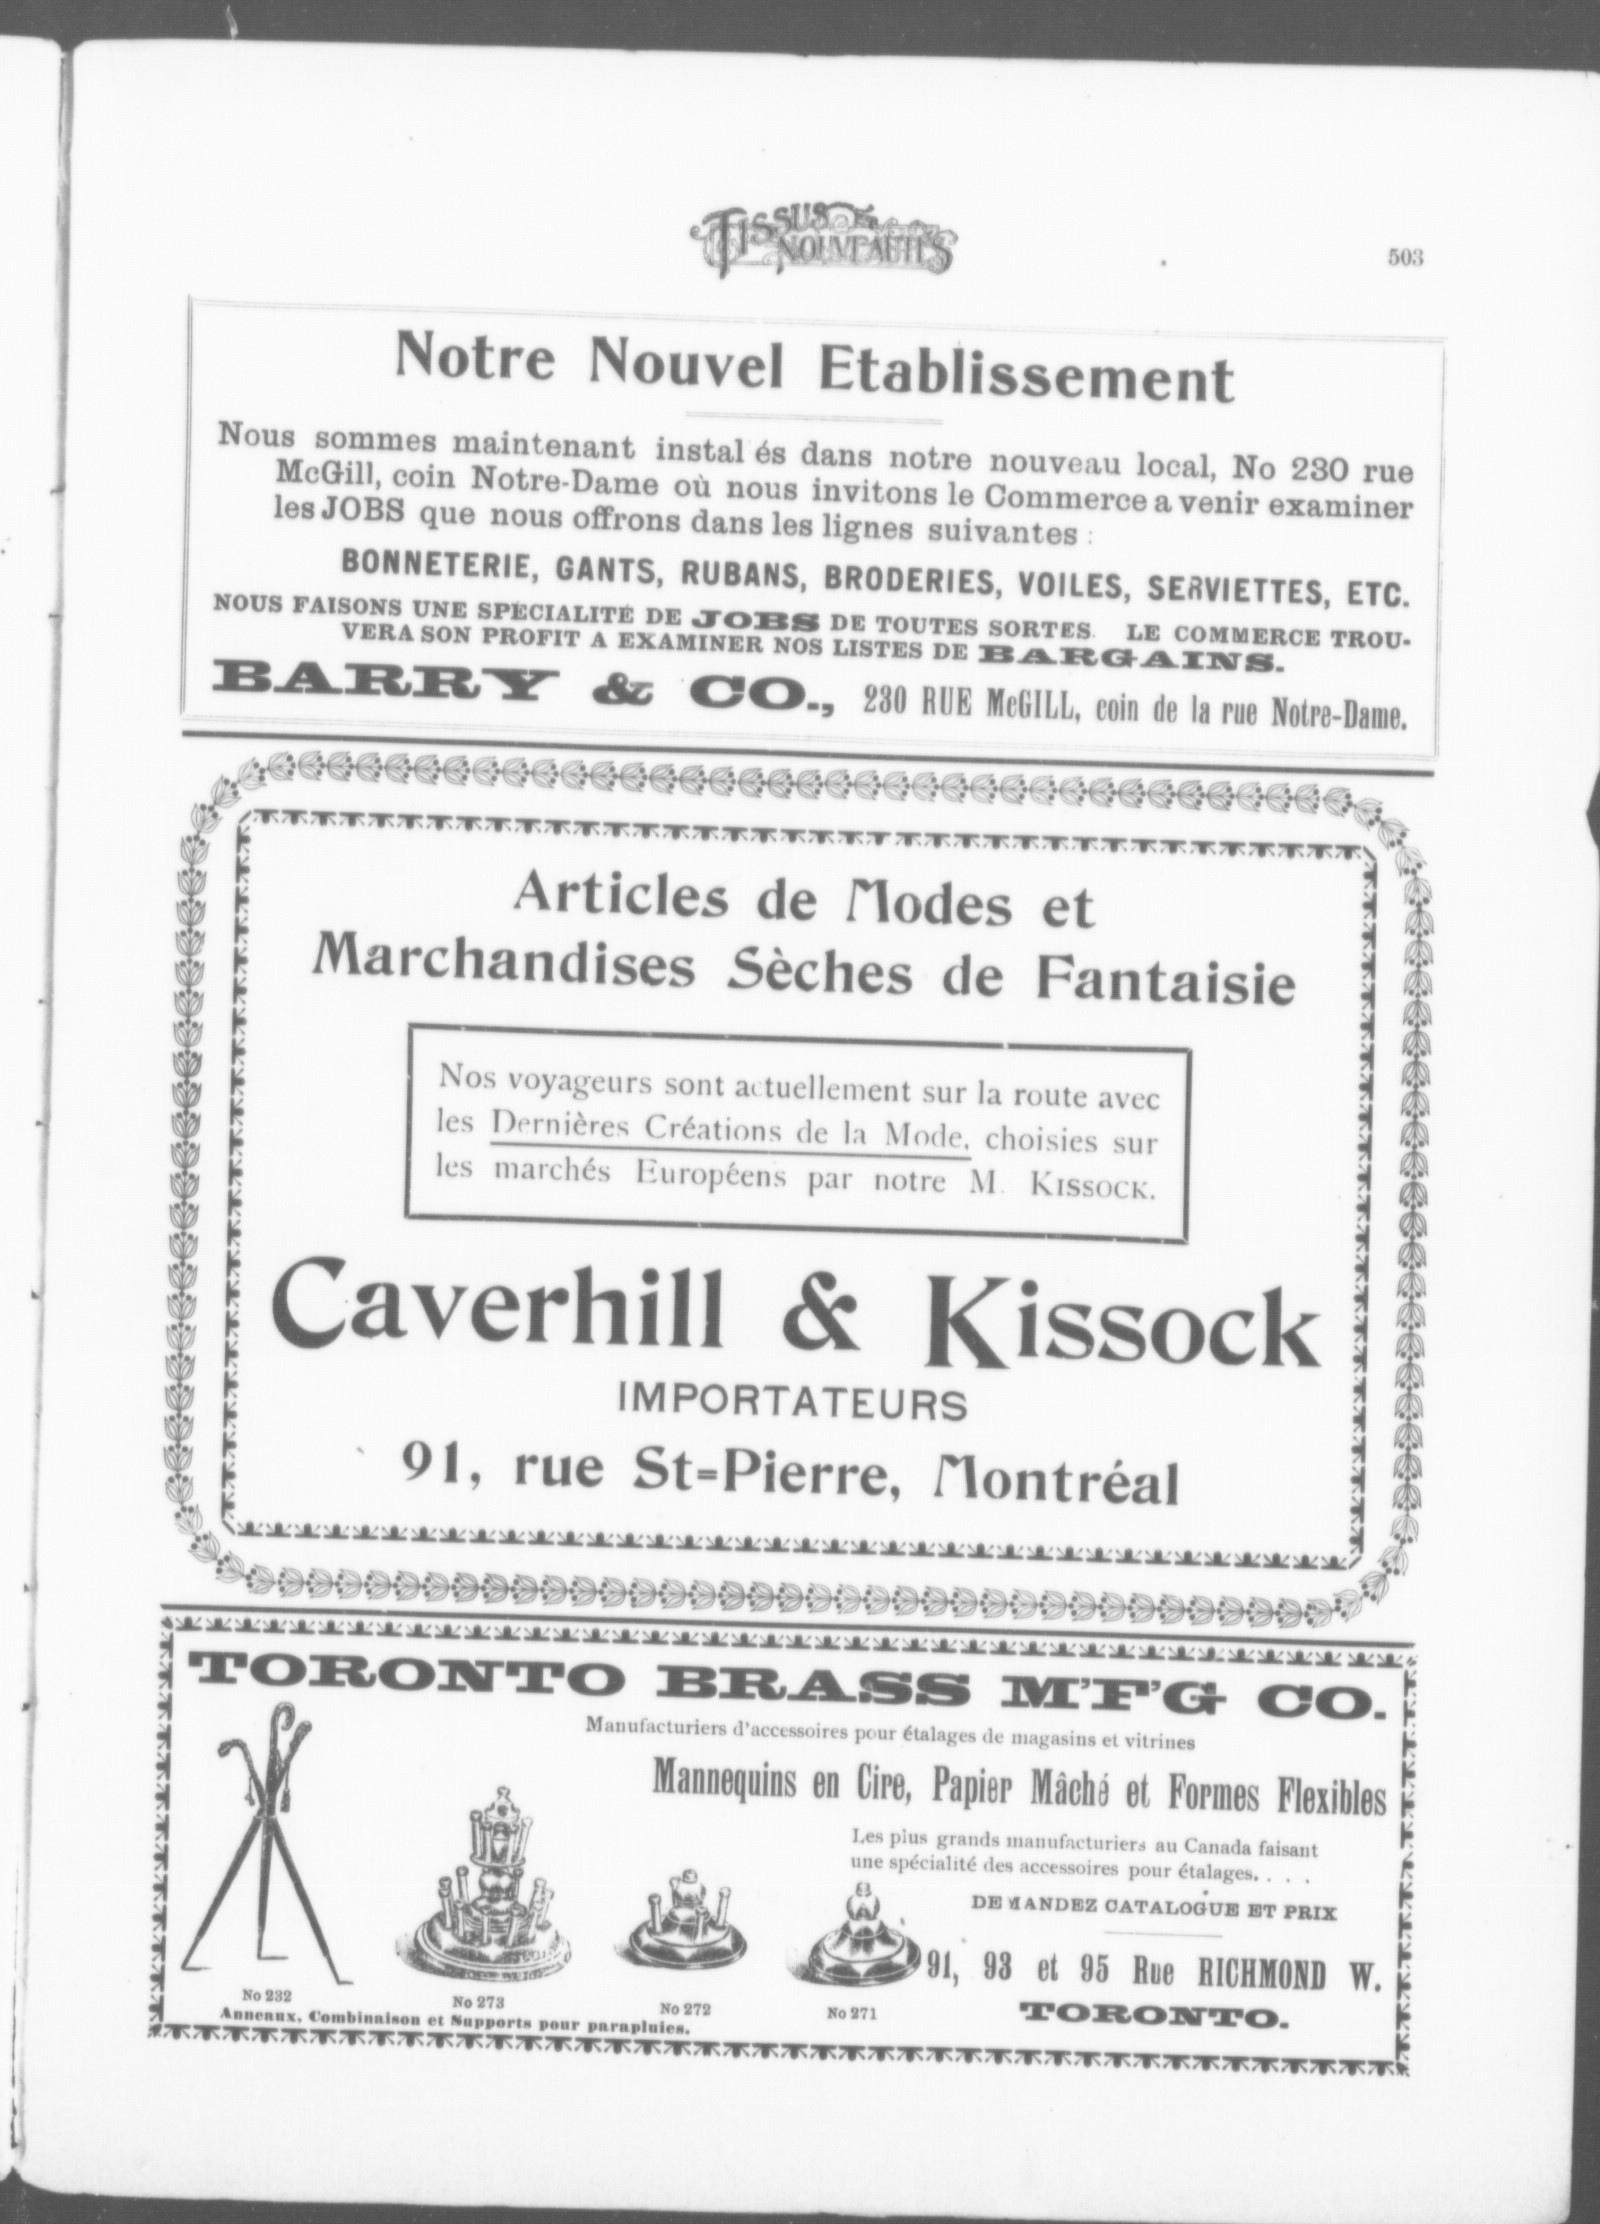 TISSUS ET NOUVEAUTÉS
503
Notre Nouvel Etablissement
Nous sommes maintenant instal és dans notre nouveau local, No 230 rue
McGill, coin Notre-Dame où nous invitons le Commerce a venir examiner
les JOBS que nous offrons dans les lignes suivantes :
BONNETERIE, GANTS, RUBANS, BRODERIES, VOILES, SERVIETTES, ETC.
NOUS FAISONS UNE SPÉCIALITÉ DE JOBS DE TOUTES SORTES. LE COMMERCE TROU-
VERA SON PROFIT A EXAMINER NOS LISTES DE BARGAINS.
BARRY & CO., 230 RUE McGILL, coin de la rue Notre-Dame.
Articles de Modes et
Marchandises Sèches de Fantaisie
Nos voyageurs sont actuellement sur la route avec
les Dernières Créations de la Mode, choisies sur
les marchés Européens par notre M. KISSOCK.
Caverhill & Kissock
IMPORTATEURS
91, rue St-Pierre, Montréal
TORONTO BRASS M'F'G CO.
Manufacturiers d'accessoires pour étalages de magasins et vitrines
Mannequins en Cire, Papier Mâché et Formes Flexibles
Les plus grands manufacturiers au Canada faisant
une spécialité des accessoires pour étalages. . . .
DEMANDEZ CATALOGUE ET PRIX
91, 93 et 95 Rue RICHMOND W.
TORONTO.
No 232
No 273
No 272
No 271
Anneaux, Combinaison et Supports pour parapluies.